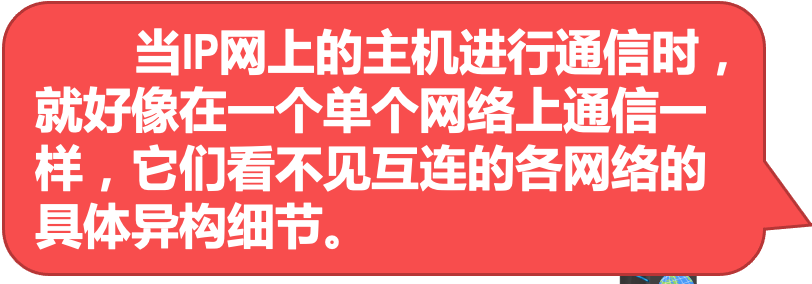 当IP网上的主机进行通信时，
就好像在一个单个网络上通信一
样，它们看不见互连的各网络的
具体异构细节。